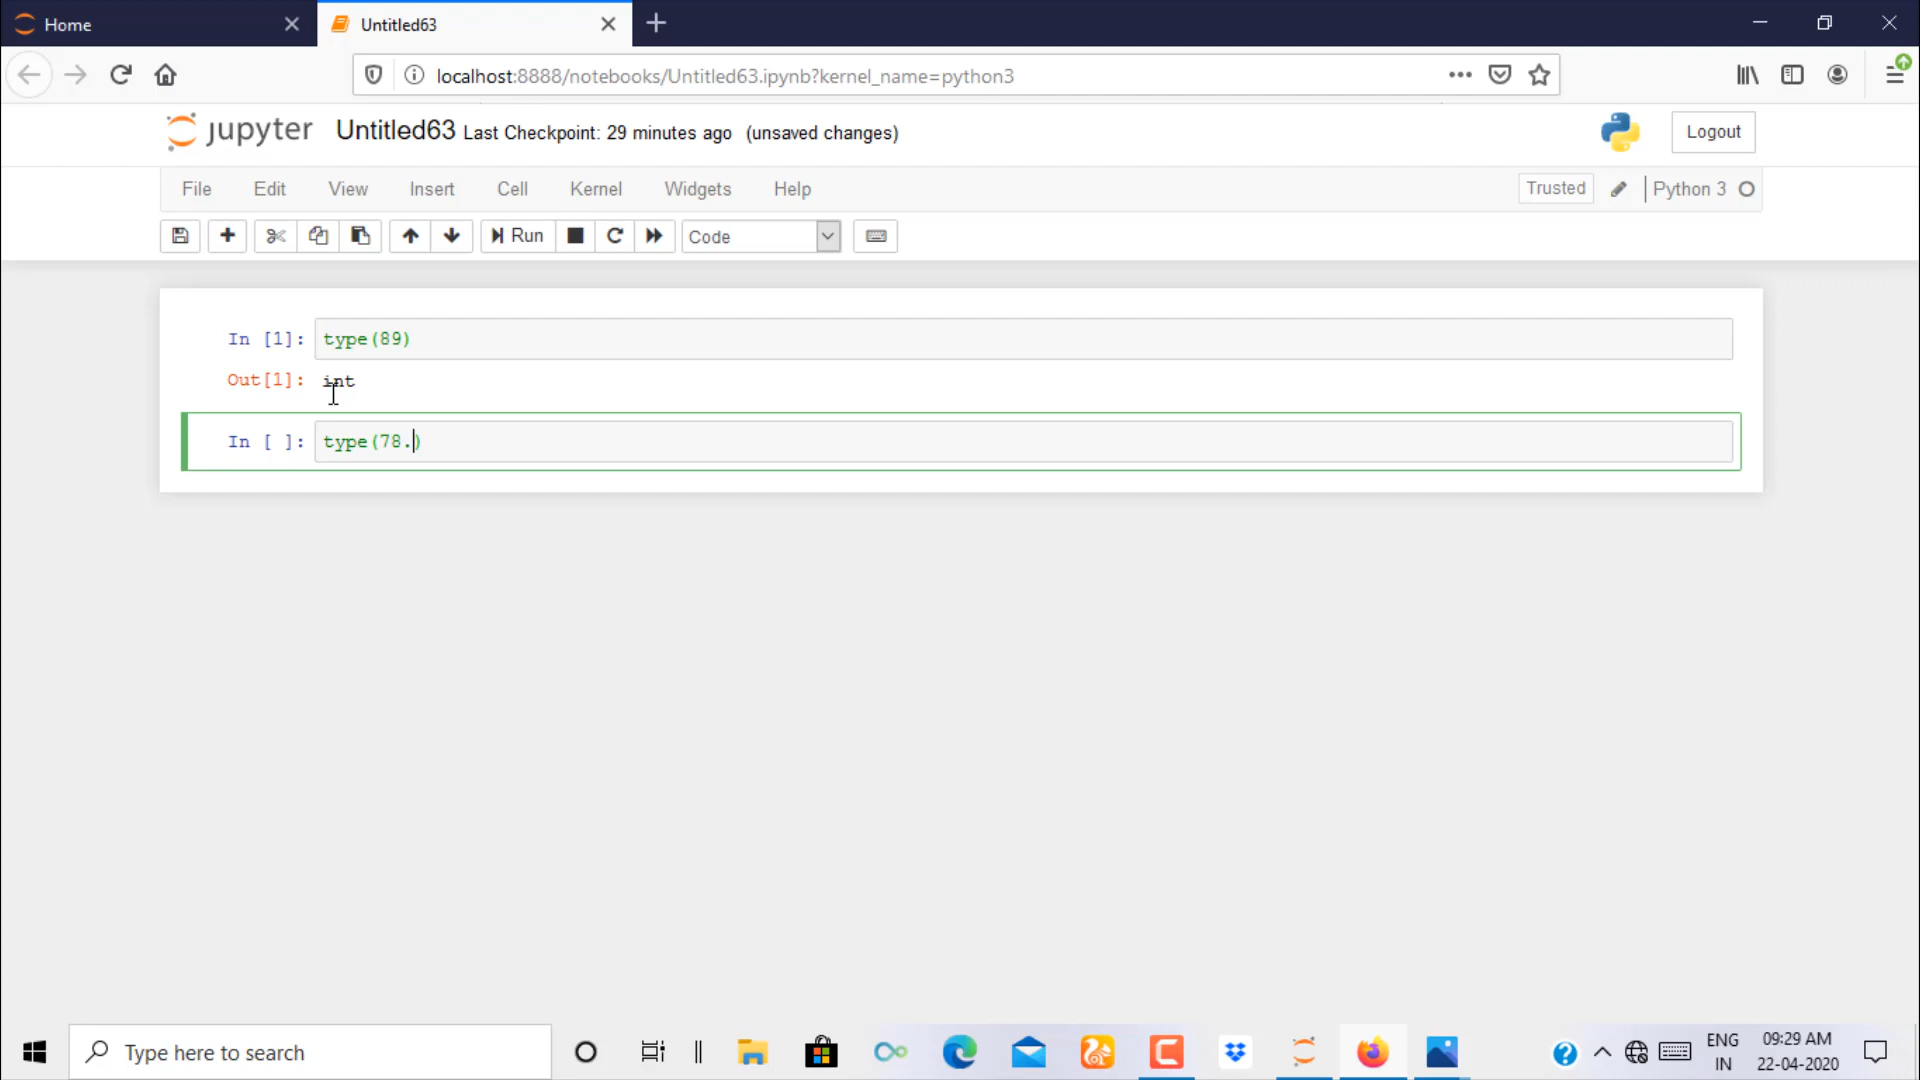 Home
Untitled63
localhost:8888/notebooks/Untitled63.ipynb?kernel_name=python3
jupyter Untitled63 Last Checkpoint: 29 minutes ago (unsaved changes)
Logout
File Edit View Insert Cell Kernel Widgets Help
Trusted
Python 3
Run
Code
In [1]: type(89)
Out[1]: int
In [ ]: type(78.)
Type here to search
ENG
IN
09:29 AM
22-04-2020